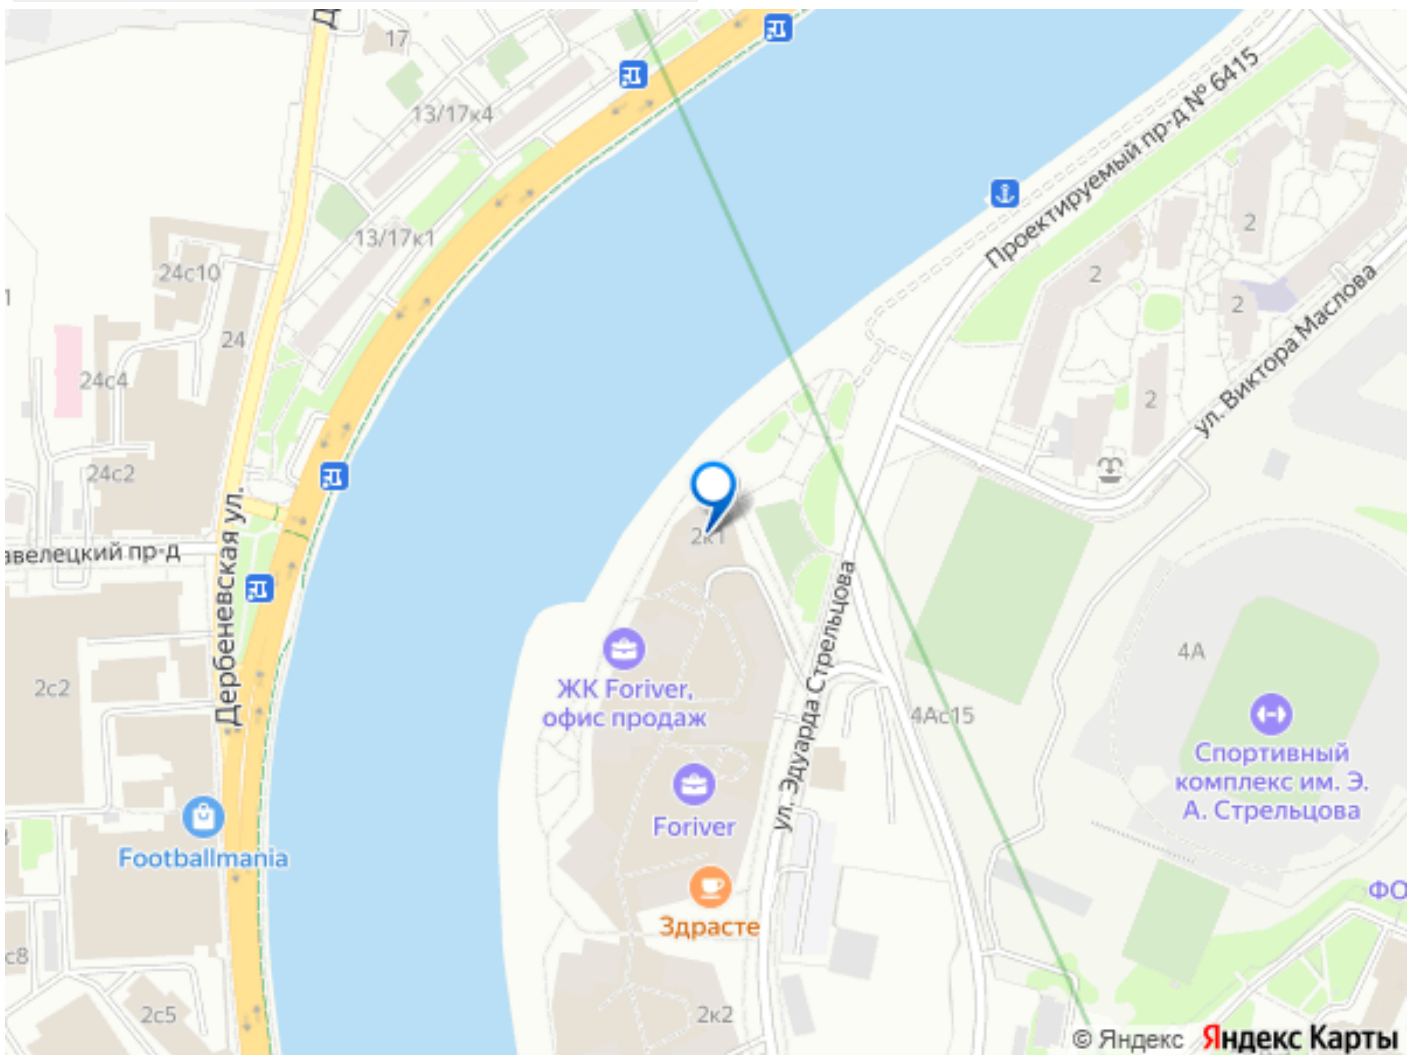 17
13/17к4
13/17к1
24с10
24
24с4
24с2
Дербеневская ул.
2с2
Footballmania
2с5
Проектируемый пр-д № 6415
2
2
2
2
ул. Виктора Маслова
2к1
ЖК Foriver,
офис продаж
Foriver
Здрасте
2к2
ул. Эдуарда Стрельцова
4Ас15
4А
Спортивный
комплекс им. Э.
А. Стрельцова
ФО
авелецкий пр-д
с8
© Яндекс Яндекс Карты